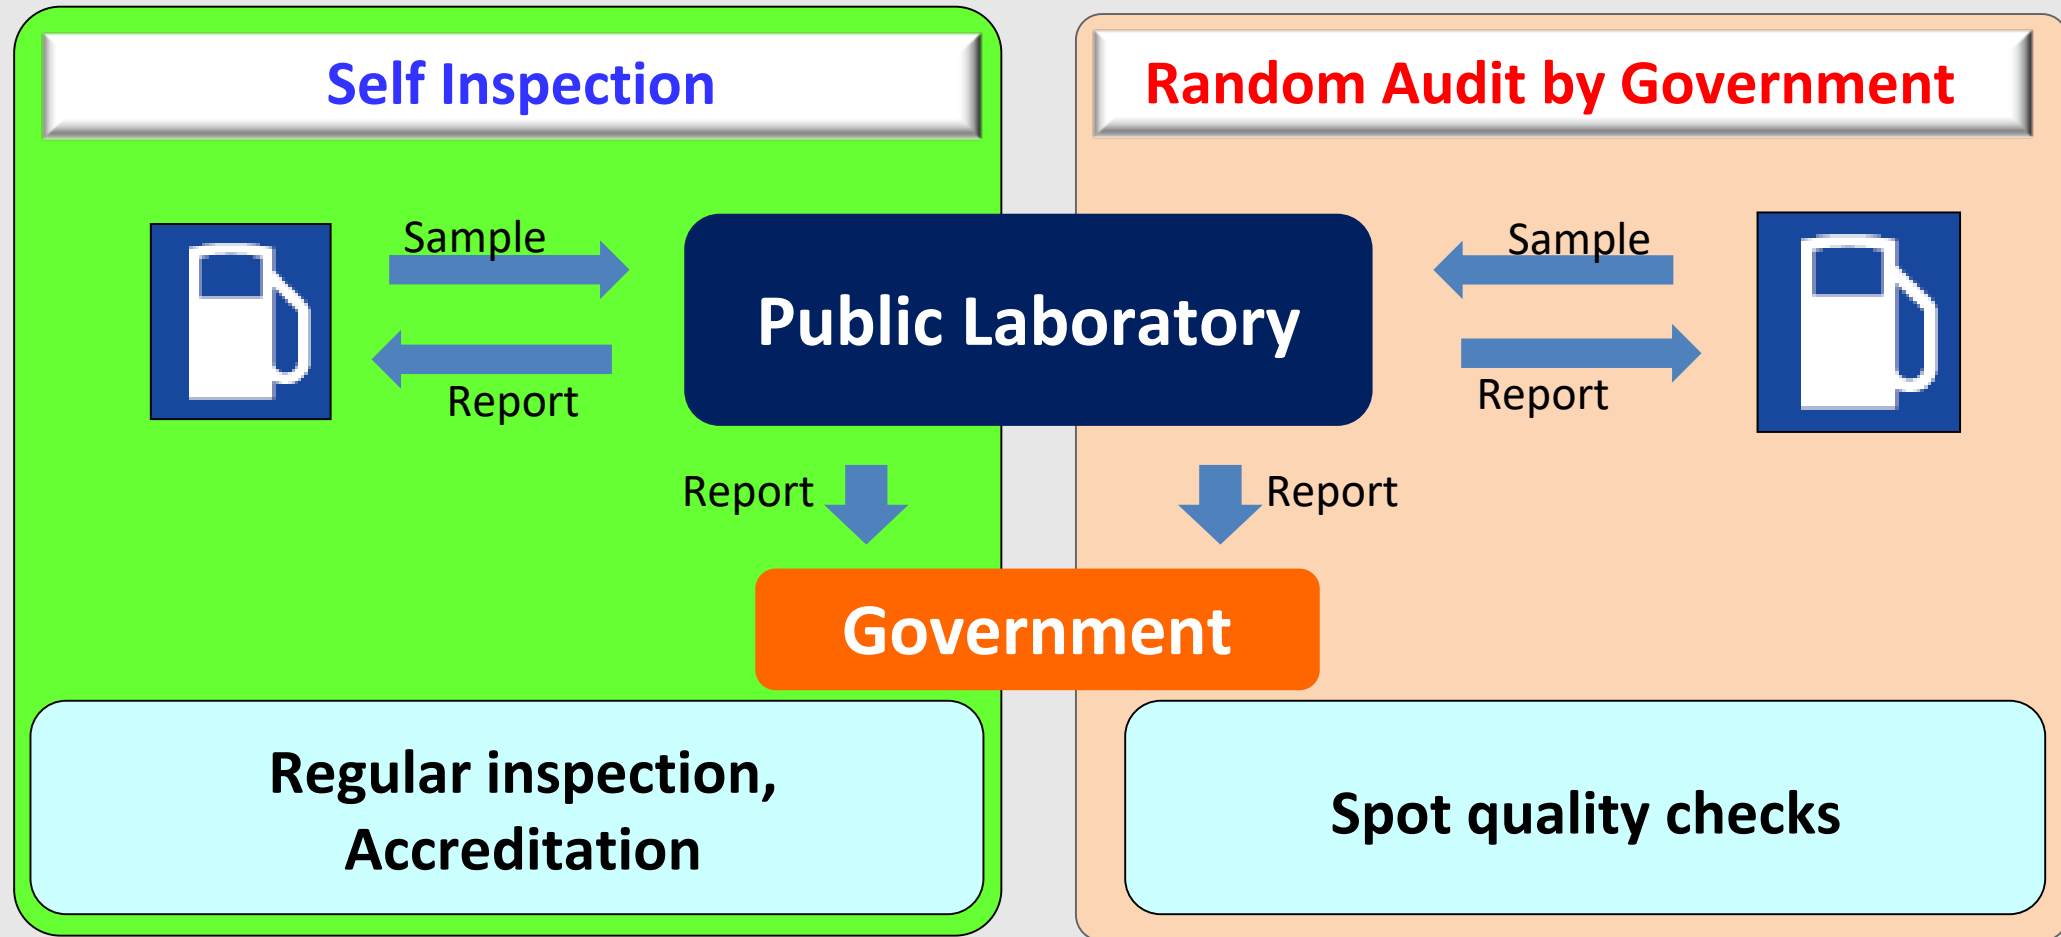 Self Inspection
Random Audit by Government
Sample
Sample
Public Laboratory
Report
Report
Report
Report
Government
Regular inspection,
Accreditation
Spot quality checks